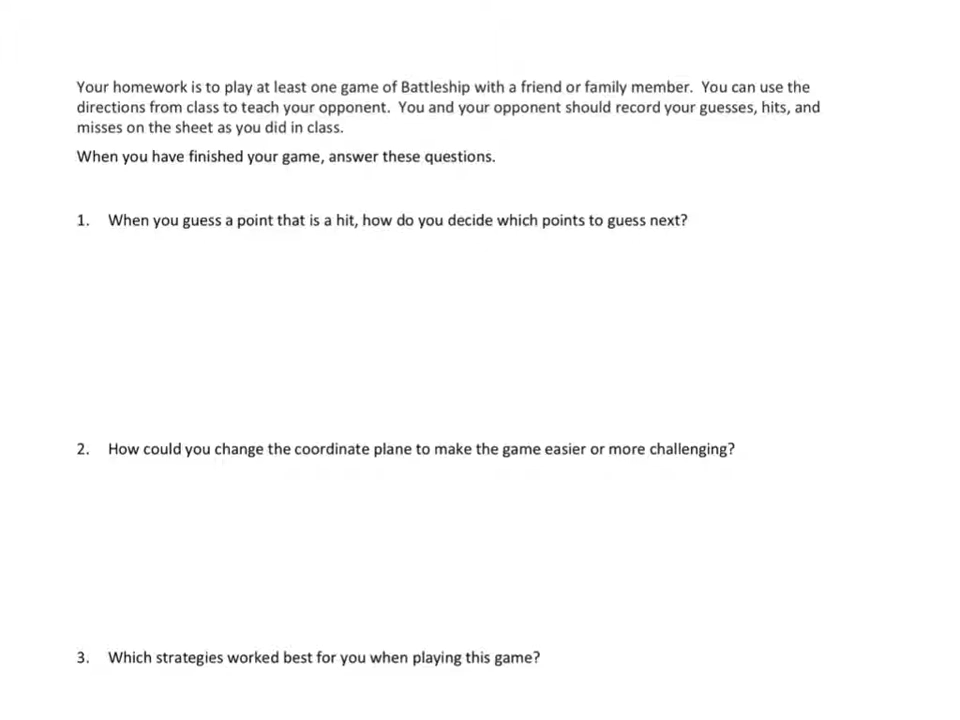 Your homework is to play at least one game of Battleship with a friend or family member.  You can use the
directions from class to teach your opponent.  You and your opponent should record your guesses, hits, and
misses on the sheet as you did in class.
When you have finished your game, answer these questions.
1. When you guess a point that is a hit, how do you decide which points to guess next?
2. How could you change the coordinate plane to make the game easier or more challenging?
3. Which strategies worked best for you when playing this game?